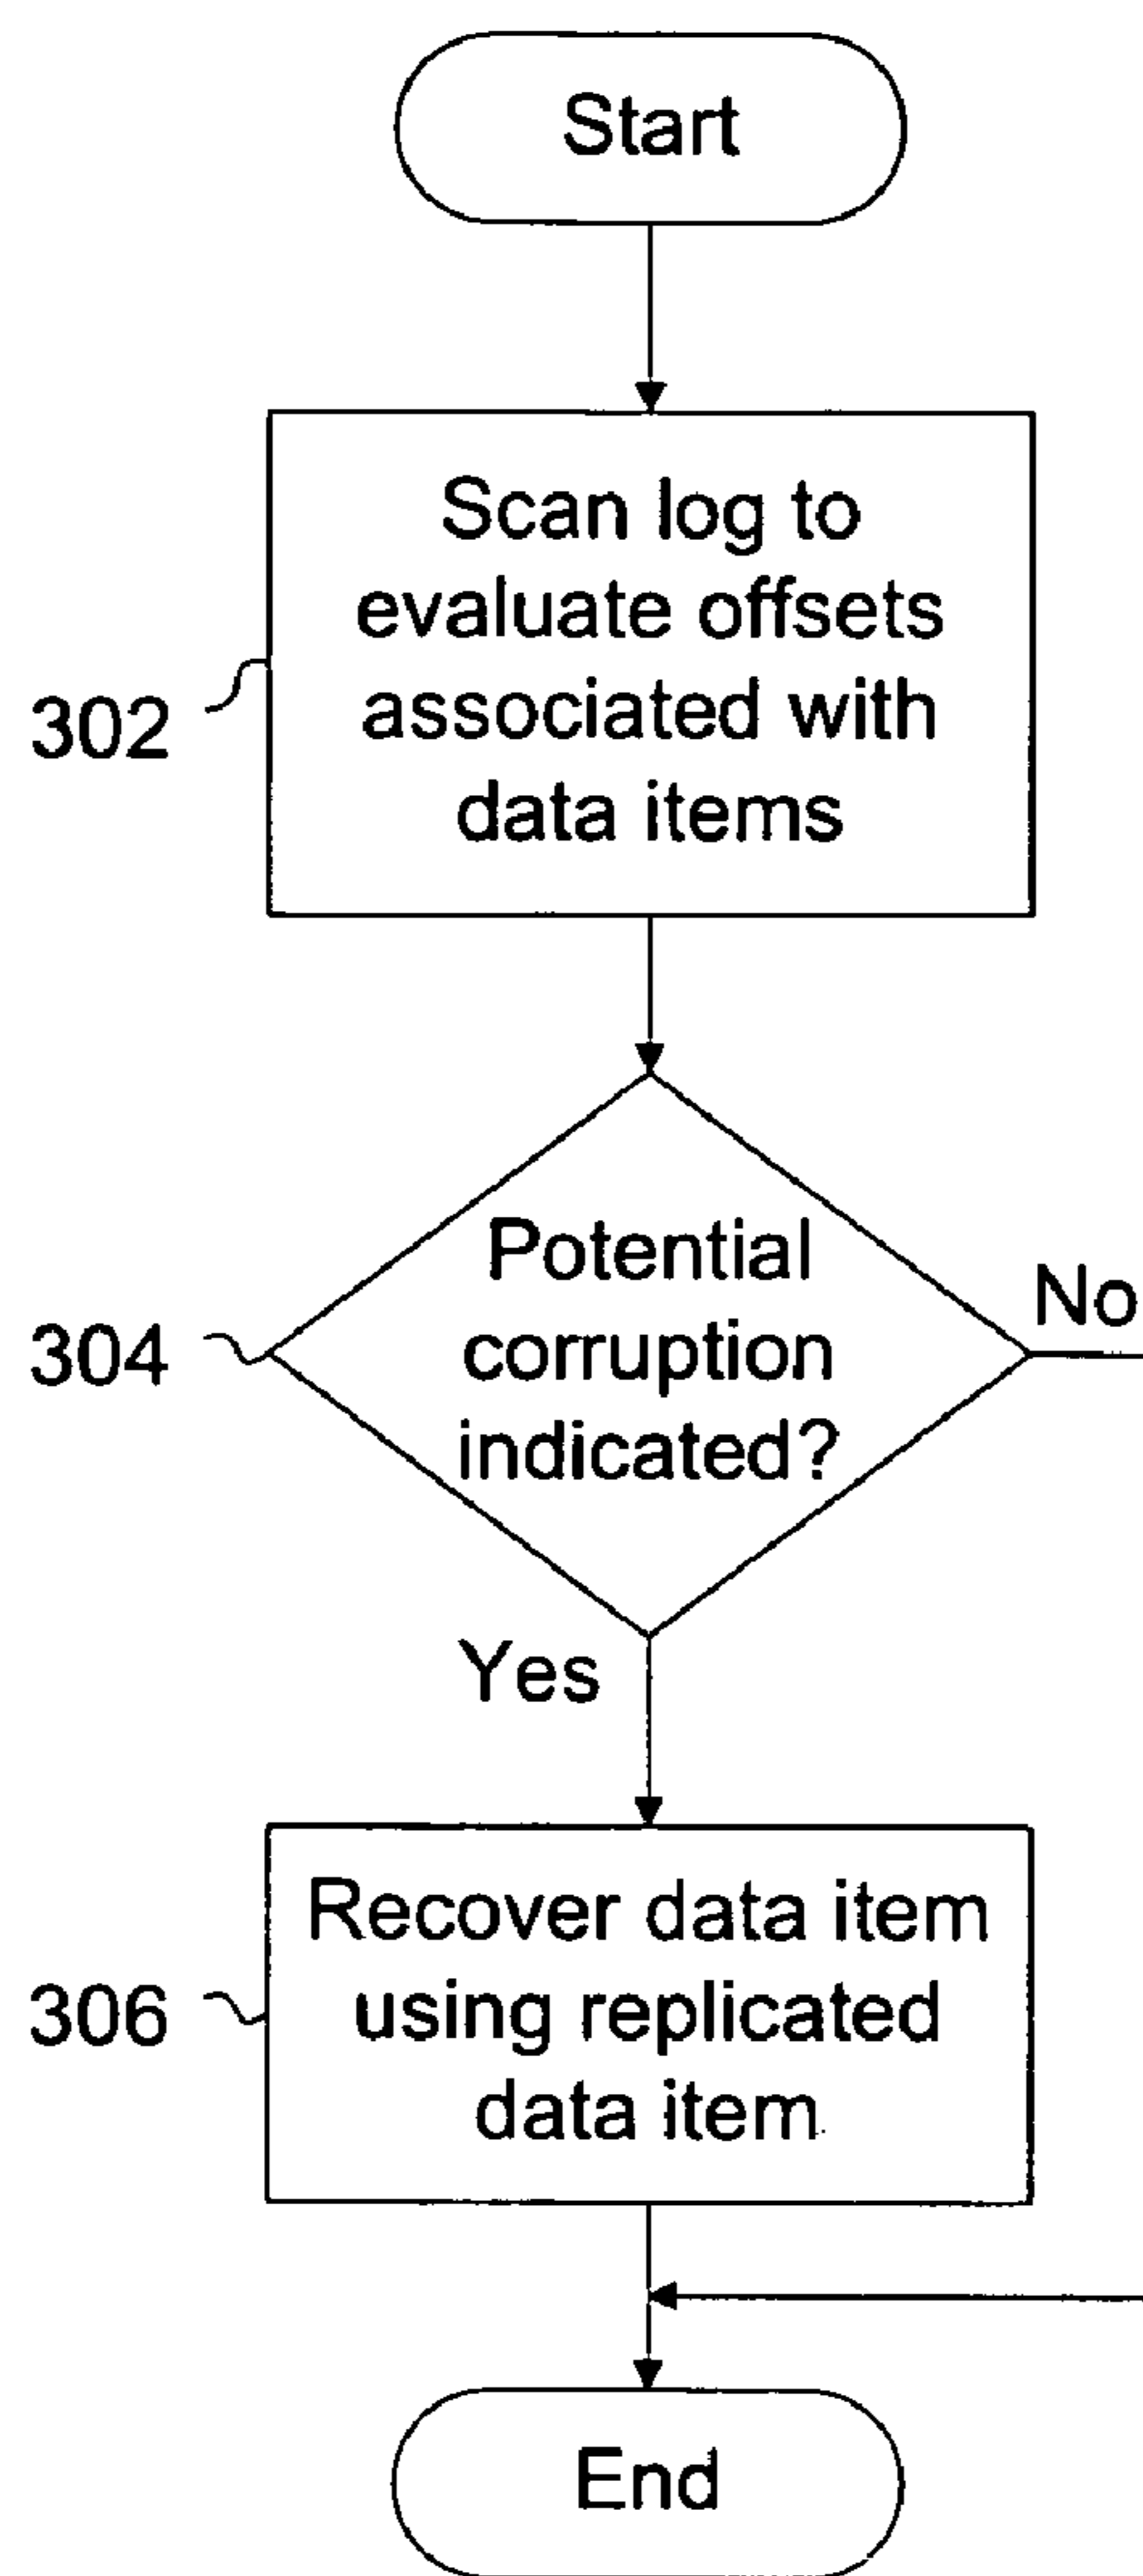 Start
Scan log to
evaluate offsets
associated with
data items
302
Potential
corruption
indicated?
304
No
Yes
Recover data item
using replicated
data item
306
End